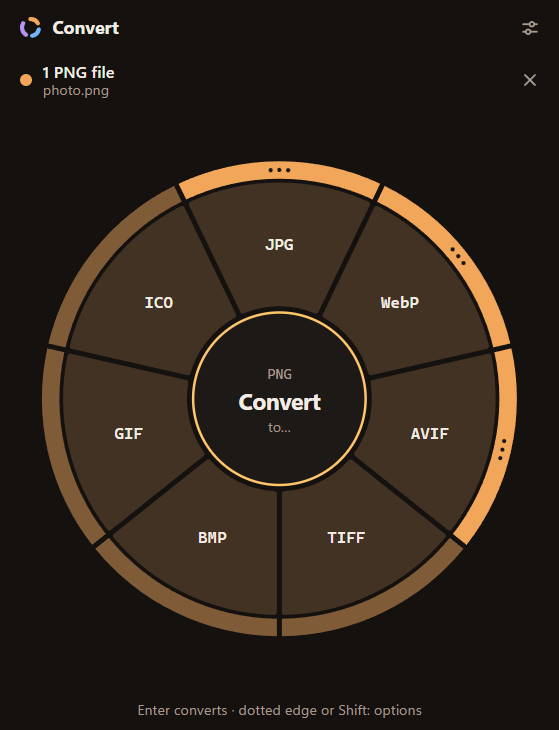 Convert
1 PNG file
photo.png
JPG
WebP
AVIF
TIFF
BMP
GIF
ICO
PNG
Convert
to...
Enter converts · dotted edge or Shift: options